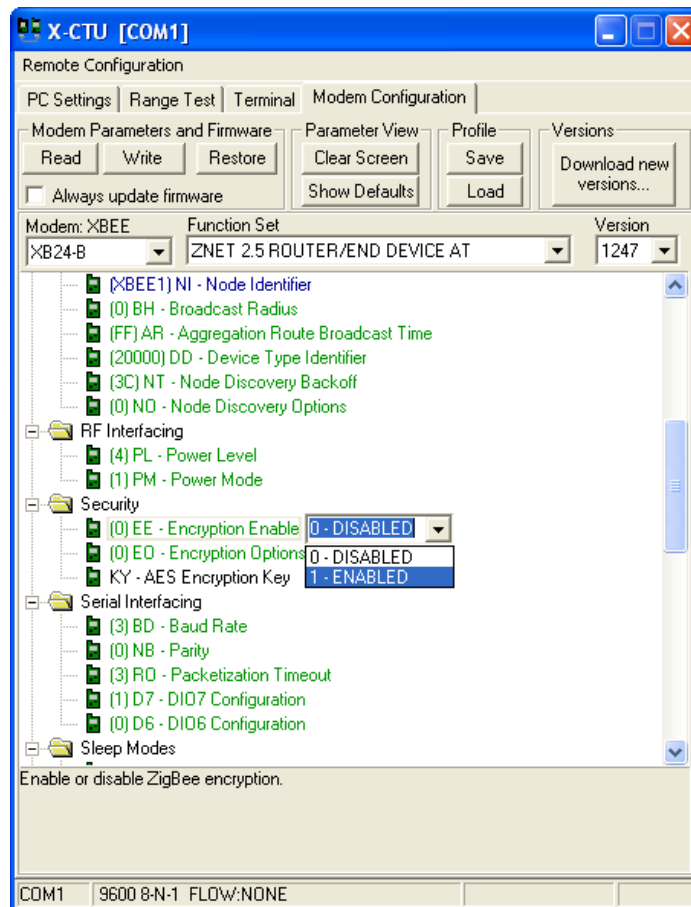 X-CTU [COM1]
Remote Configuration
PC Settings Range Test Terminal Modem Configuration
Modem Parameters and Firmware Parameter View Profile Versions
Read Write Restore Clear Screen Save Download new versions...
Always update firmware Show Defaults Load
Modem: XBEE Function Set Version
XB24-B ZNET 2.5 ROUTER/END DEVICE AT 1247
(XBEE1) NI - Node Identifier
(0) BH - Broadcast Radius
(FF) AR - Aggregation Route Broadcast Time
(20000) DD - Device Type Identifier
(3C) NT - Node Discovery Backoff
(0) NO - Node Discovery Options
RF Interfacing
(4) PL - Power Level
(1) PM - Power Mode
Security
(0) EE - Encryption Enable 0 - DISABLED
(0) EO - Encryption Options 0 - DISABLED
KY - AES Encryption Key 1 - ENABLED
Serial Interfacing
(3) BD - Baud Rate
(0) NB - Parity
(3) RO - Packetization Timeout
(1) D7 - DIO7 Configuration
(0) D6 - DIO6 Configuration
Sleep Modes
Enable or disable ZigBee encryption.
COM1 9600 8-N-1 FLOW:NONE